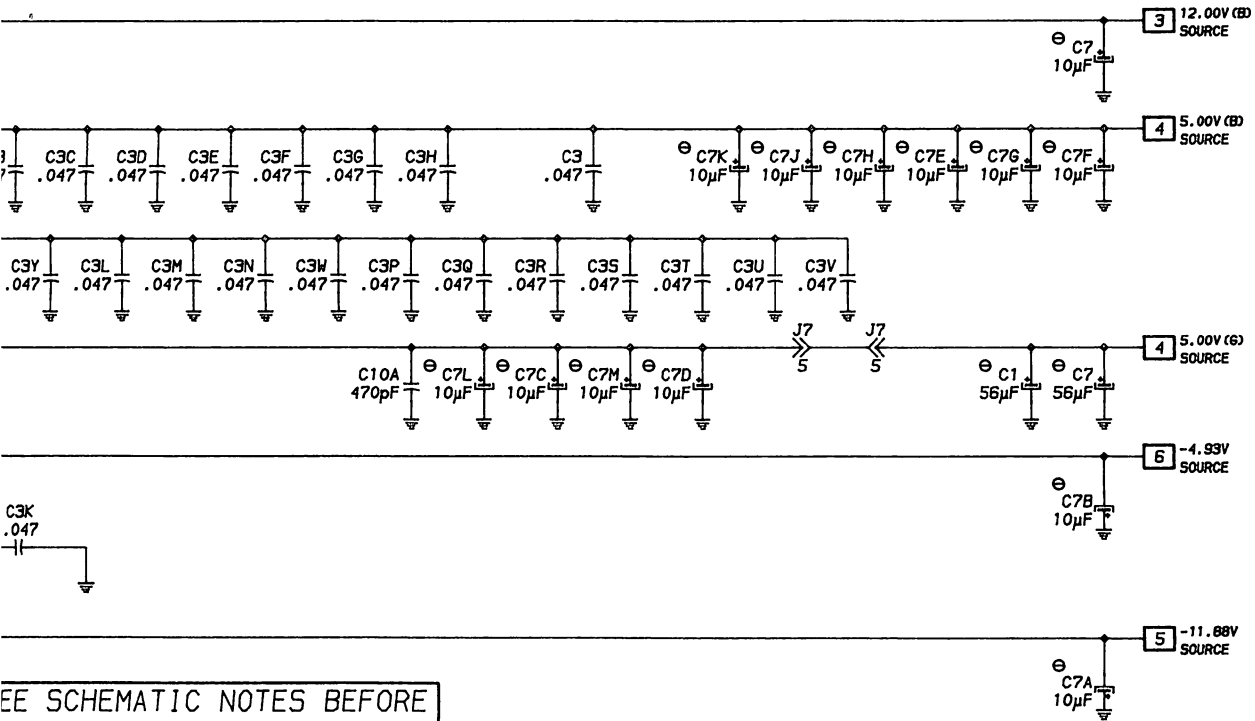 3 12.00V(B)
SOURCE
C7
10µF
4 5.00V(B)
SOURCE
C3C C3D C3E C3F C3G C3H C3 C7K C7J C7H C7E C7G C7F
.047 .047 .047 .047 .047 .047 .047 10µF 10µF 10µF 10µF 10µF 10µF
C3Y C3L C3M C3N C3W C3P C3Q C3R C3S C3T C3U C3V
.047 .047 .047 .047 .047 .047 .047 .047 .047 .047 .047 .047
J7 J7
5 5
4 5.00V(G)
SOURCE
C10A C7L C7C C7M C7D C1 C7
470pF 10µF 10µF 10µF 10µF 56µF 56µF
6 -4.93V
SOURCE
C7B
10µF
C3K
.047
5 -11.88V
SOURCE
C7A
10µF
EE SCHEMATIC NOTES BEFORE